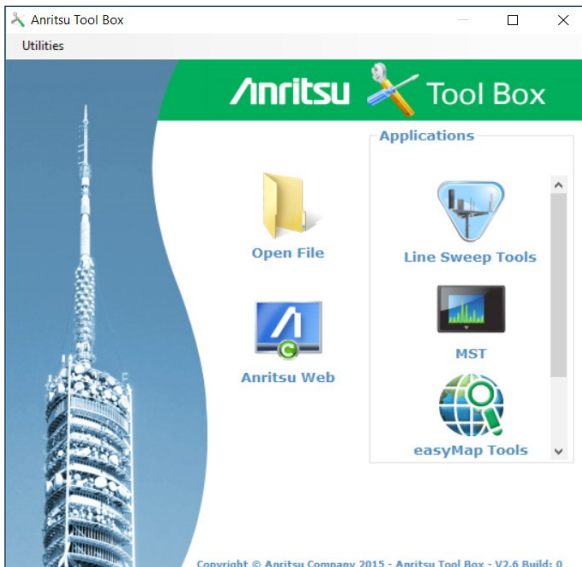 Anritsu Tool Box
Utilities
Anritsu Tool Box
Applications
Open File
Line Sweep Tools
Anritsu Web
MST
easyMap Tools
Copyright © Anritsu Company 2015 - Anritsu Tool Box - V2.6 Build: 0